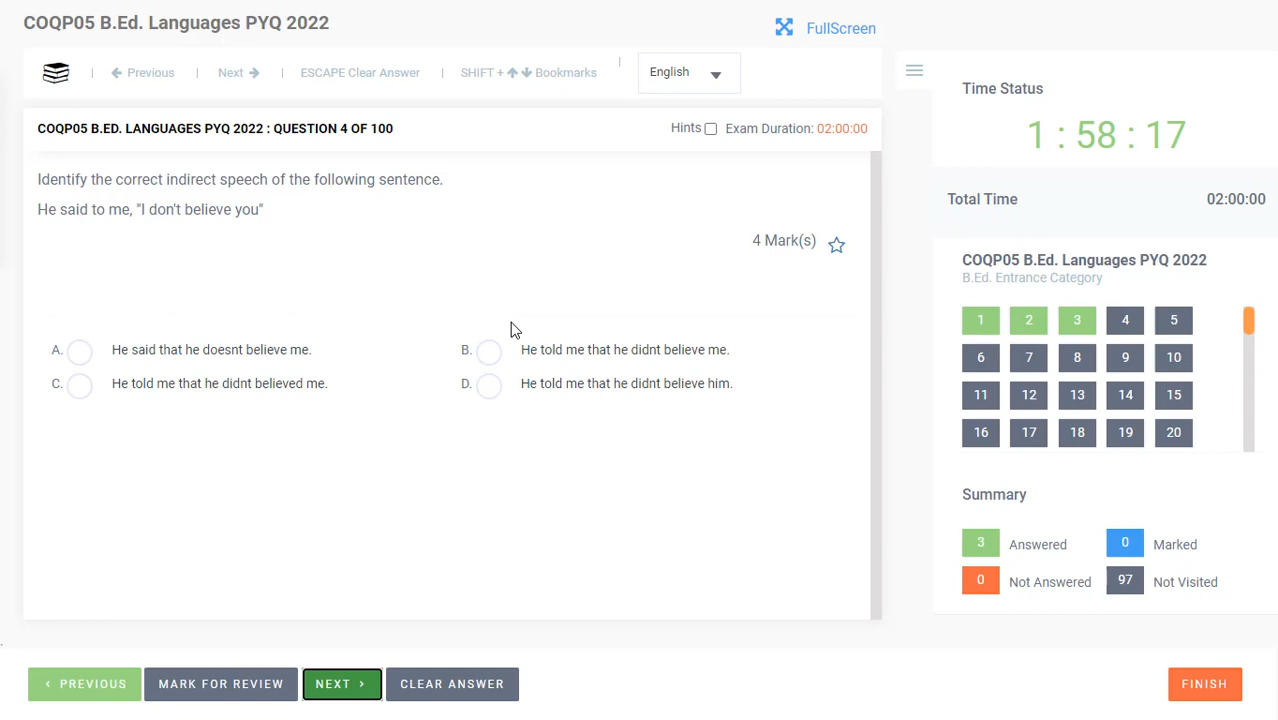 COQP05 B.Ed. Languages PYQ 2022
FullScreen
| Previous | Next | ESCAPE Clear Answer | SHIFT + Bookmarks | English
COQP05 B.ED. LANGUAGES PYQ 2022 : QUESTION 4 OF 100
Hints Exam Duration: 02:00:00
Identify the correct indirect speech of the following sentence.
He said to me, "I don't believe you"
4 Mark(s)
A. He said that he doesnt believe me.
B. He told me that he didnt believe me.
C. He told me that he didnt believed me.
D. He told me that he didnt believe him.
‹ PREVIOUS
MARK FOR REVIEW
NEXT ›
CLEAR ANSWER
Time Status
1 : 58 : 17
Total Time 02:00:00
COQP05 B.Ed. Languages PYQ 2022
B.Ed. Entrance Category
1 2 3 4 5
6 7 8 9 10
11 12 13 14 15
16 17 18 19 20
Summary
3 Answered 0 Marked
0 Not Answered 97 Not Visited
FINISH